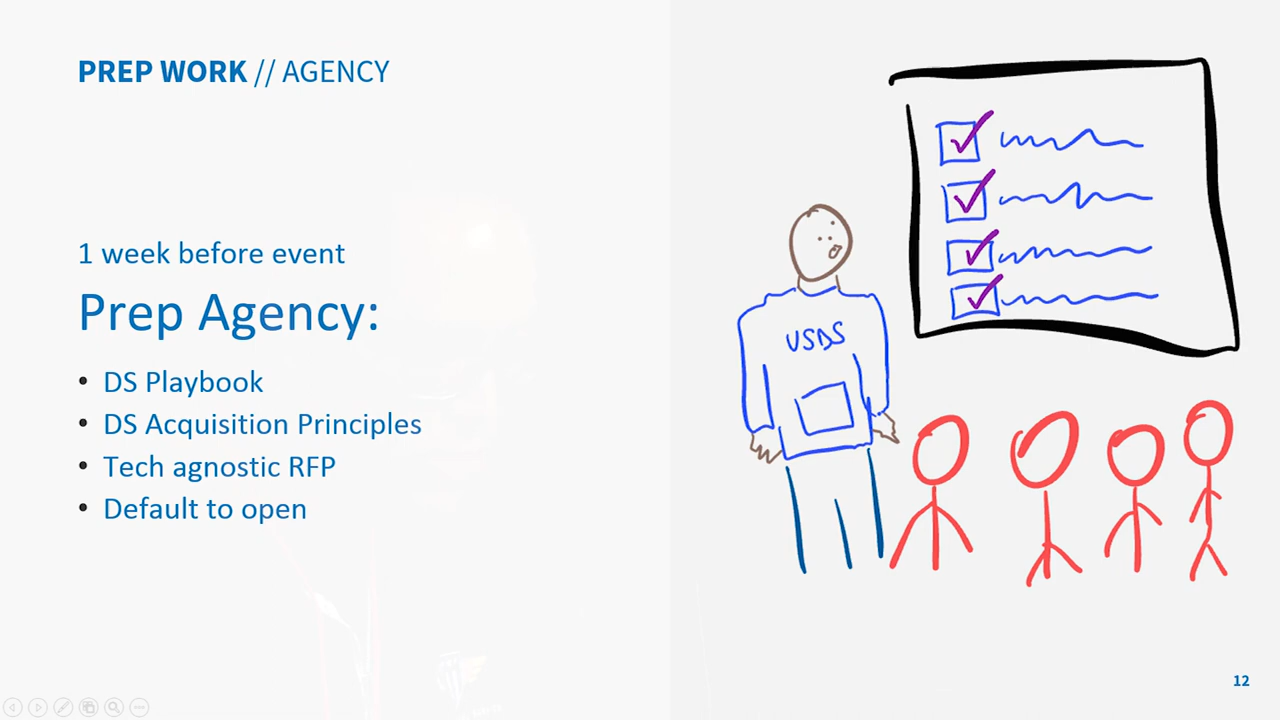 PREP WORK // AGENCY
1 week before event
Prep Agency:
• DS Playbook
• DS Acquisition Principles
• Tech agnostic RFP
• Default to open
USDS
12